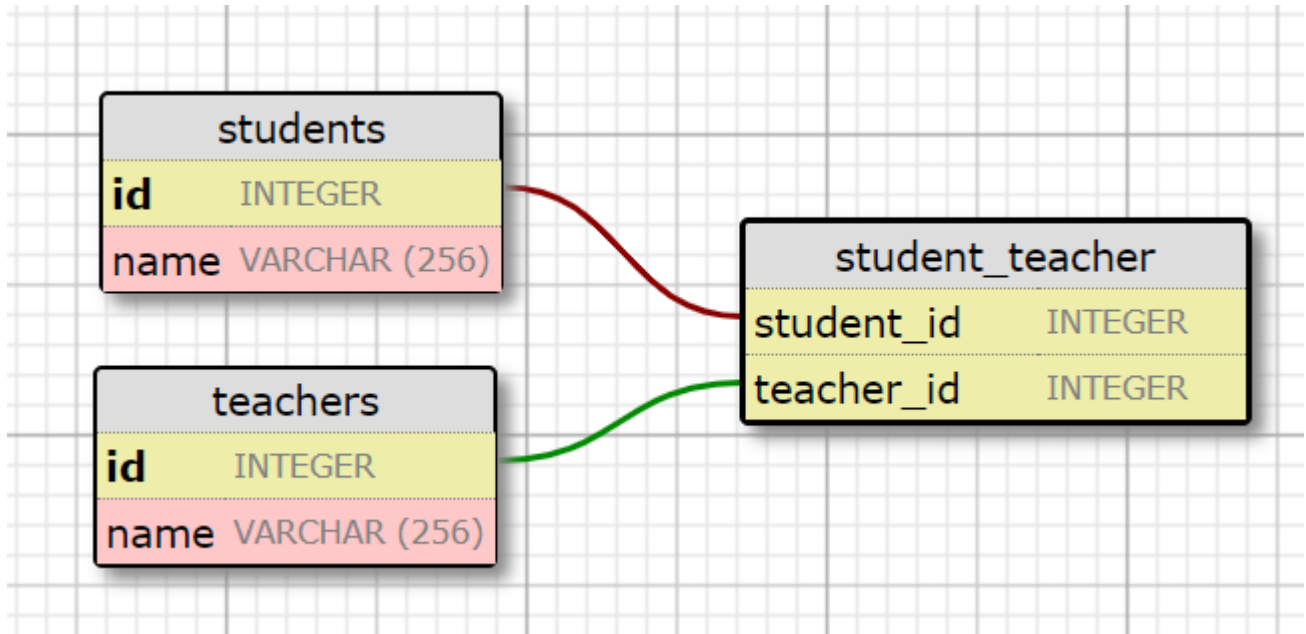 students
id INTEGER
name VARCHAR (256)
student_teacher
student_id INTEGER
teacher_id INTEGER
teachers
id INTEGER
name VARCHAR (256)